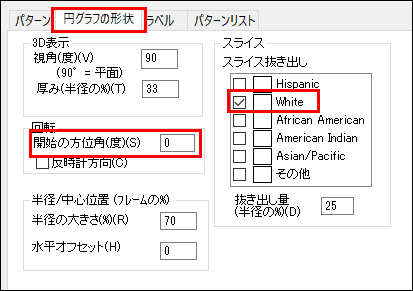 パターン 円グラフの形状 ラベル パターンリスト
3D表示
視角(度)(V) 90
(90° = 平面)
厚み(半径の%)(T) 33
回転
開始の方位角(度)(S) 0
反時計方向(C)
半径/中心位置 (フレームの%)
半径の大きさ(%)(R) 70
水平オフセット(H) 0
スライス
スライス抜き出し
Hispanic
White
African American
American Indian
Asian/Pacific
その他
抜き出し量
(半径の%)(D) 25